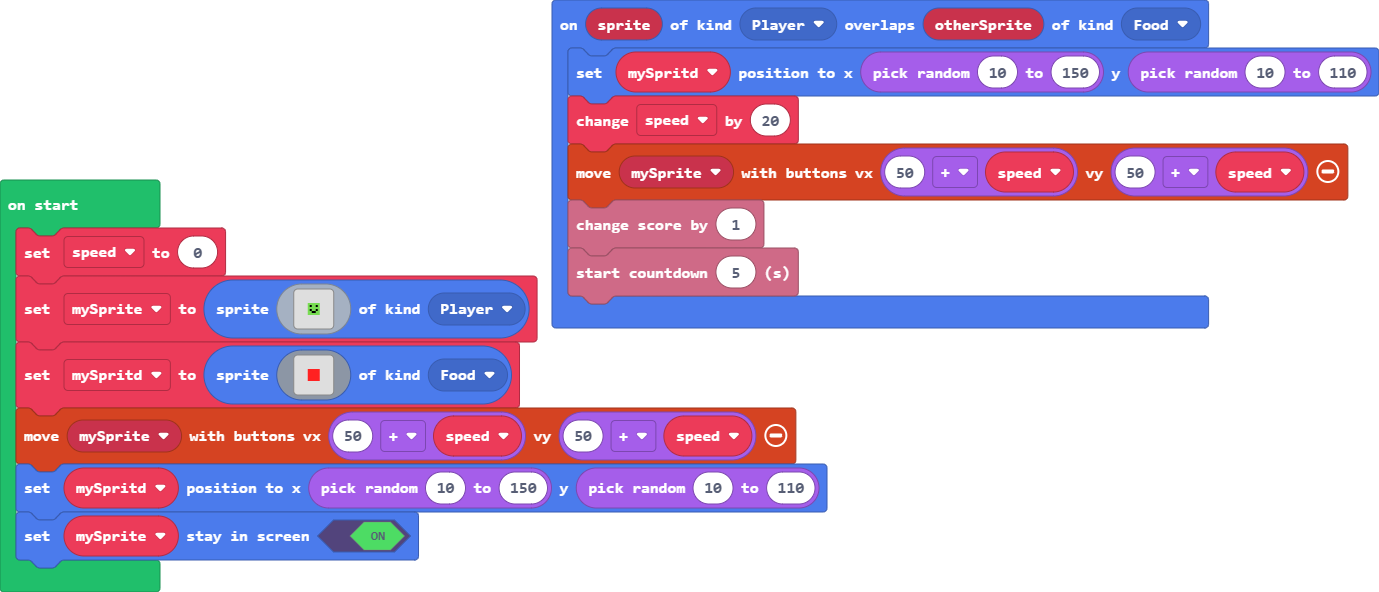 on start
set speed to 0
set mySprite to sprite of kind Player
set mySpritd to sprite of kind Food
move mySprite with buttons vx 50 + speed vy 50 + speed
set mySpritd position to x pick random 10 to 150 y pick random 10 to 110
set mySprite stay in screen ON
on sprite of kind Player overlaps otherSprite of kind Food
set mySpritd position to x pick random 10 to 150 y pick random 10 to 110
change speed by 20
move mySprite with buttons vx 50 + speed vy 50 + speed
change score by 1
start countdown 5 (s)